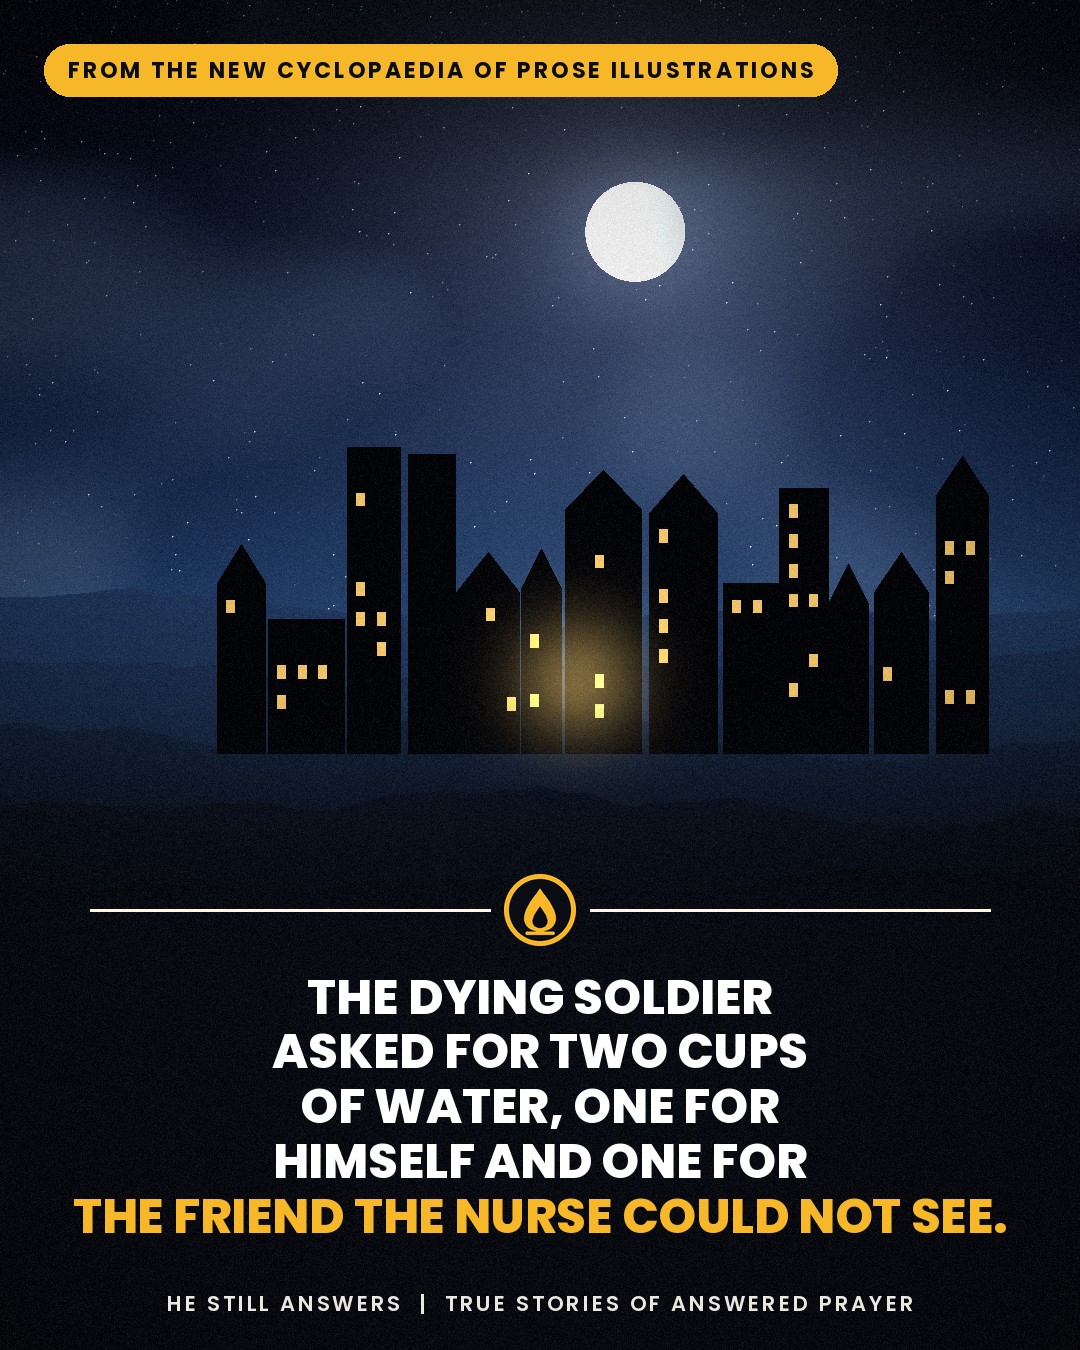 FROM THE NEW CYCLOPAEDIA OF PROSE ILLUSTRATIONS
THE DYING SOLDIER
ASKED FOR TWO CUPS
OF WATER, ONE FOR
HIMSELF AND ONE FOR
THE FRIEND THE NURSE COULD NOT SEE.
HE STILL ANSWERS | TRUE STORIES OF ANSWERED PRAYER